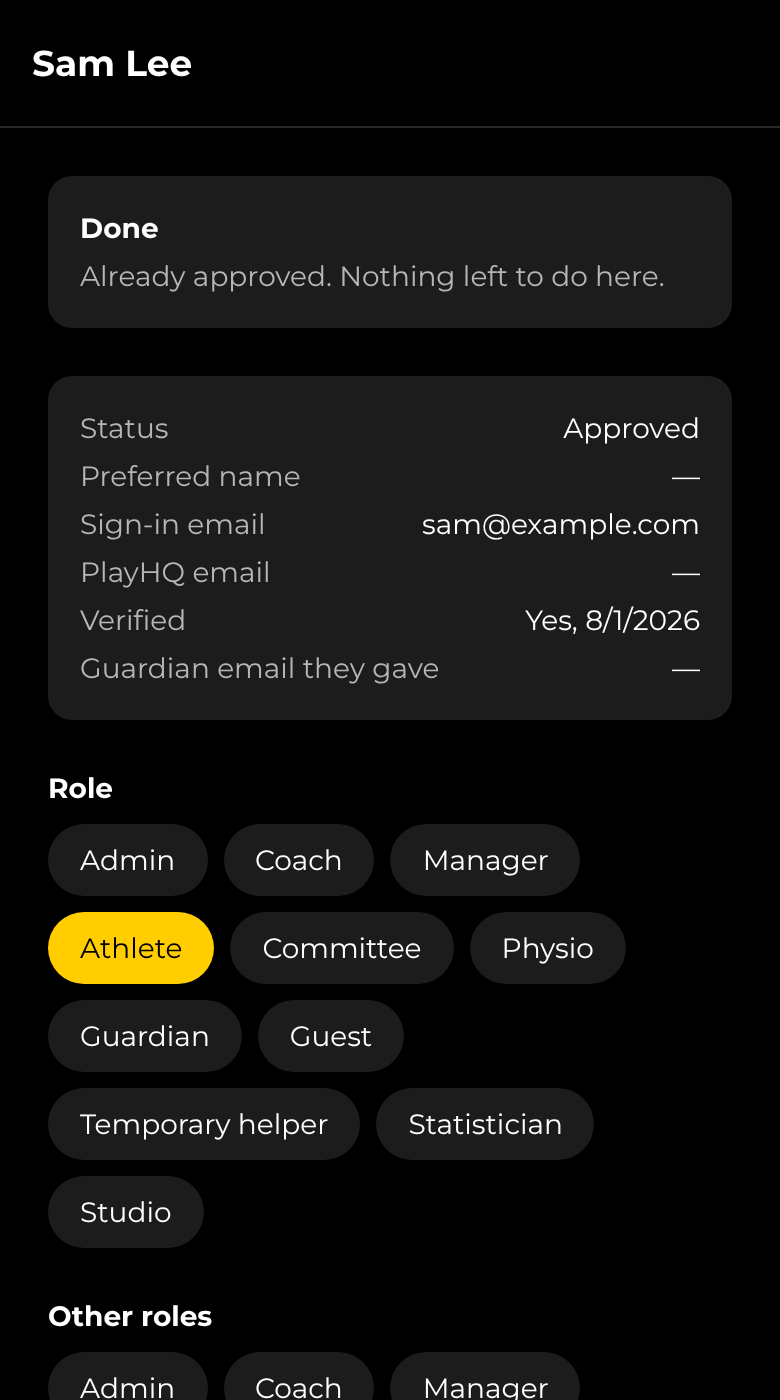 Sam Lee
Done
Already approved. Nothing left to do here.
Status Approved
Preferred name —
Sign-in email sam@example.com
PlayHQ email —
Verified Yes, 8/1/2026
Guardian email they gave —
Role
Admin Coach Manager
Athlete Committee Physio
Guardian Guest
Temporary helper Statistician
Studio
Other roles
Admin Coach Manager